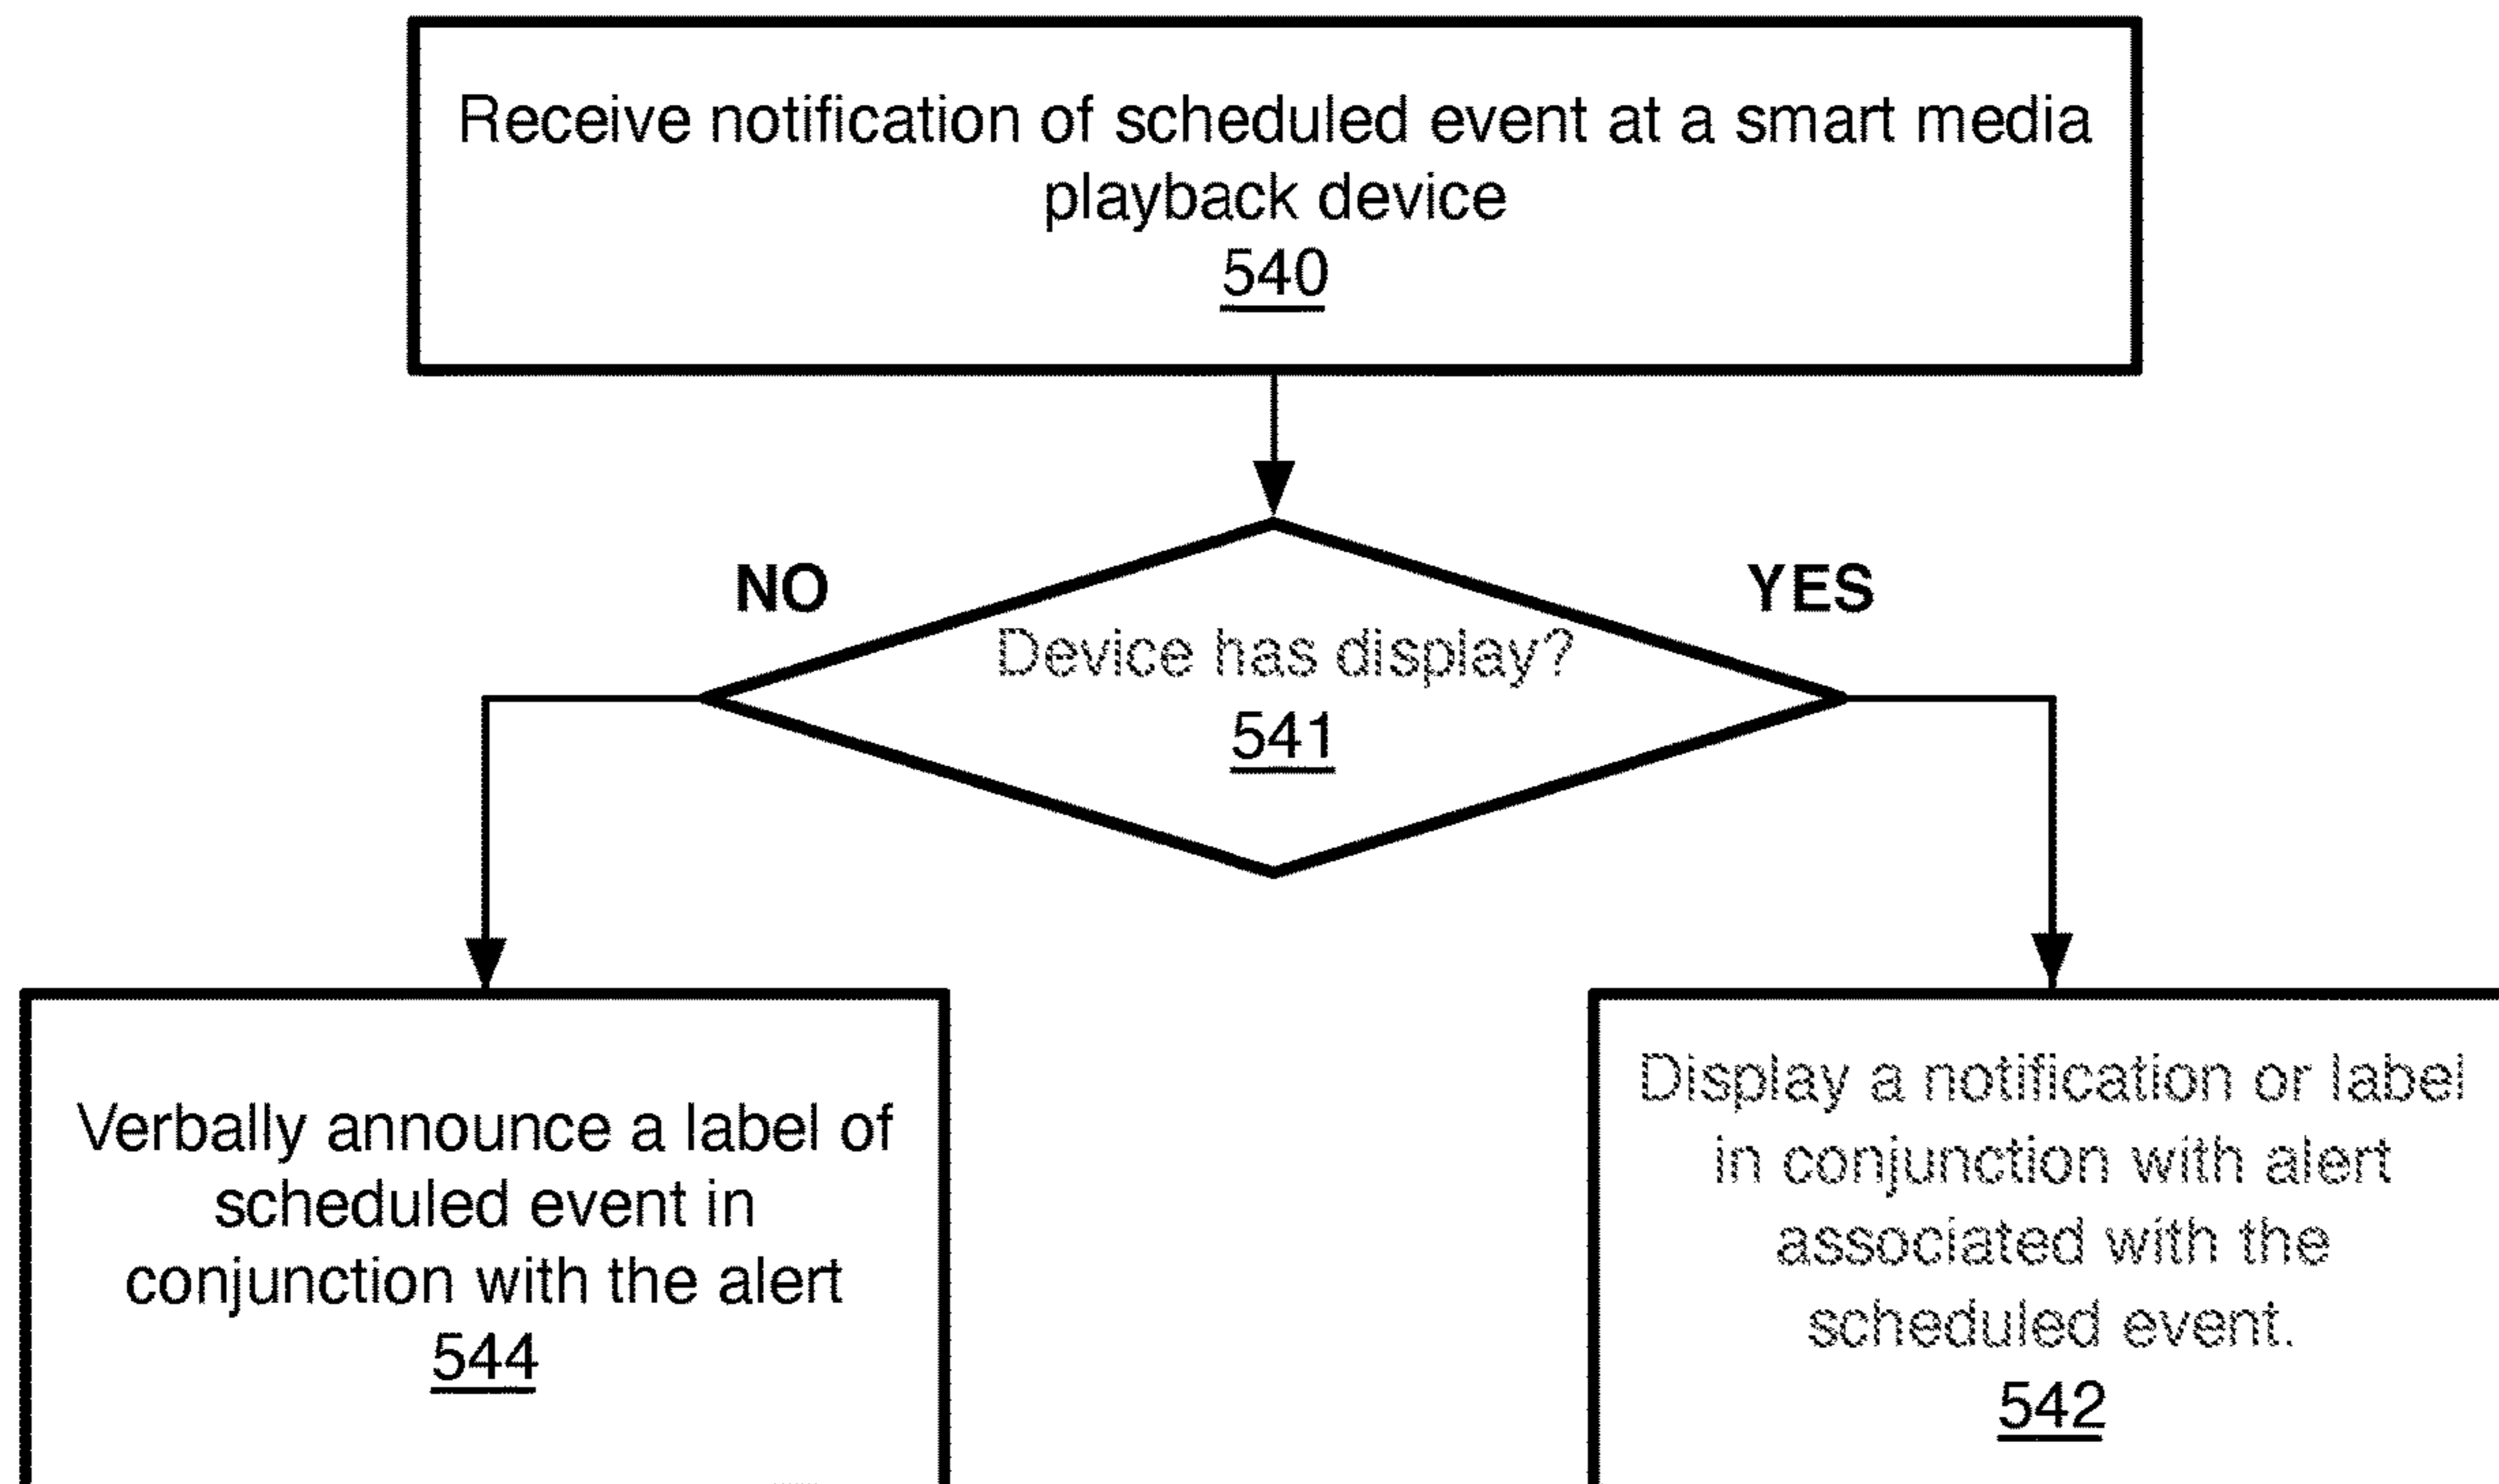 Receive notification of scheduled event at a smart media
playback device
540
NO
YES
Device has display?
541
Verbally announce a label of
scheduled event in
conjunction with the alert
544
Display a notification or label
in conjunction with alert
associated with the
scheduled event.
542